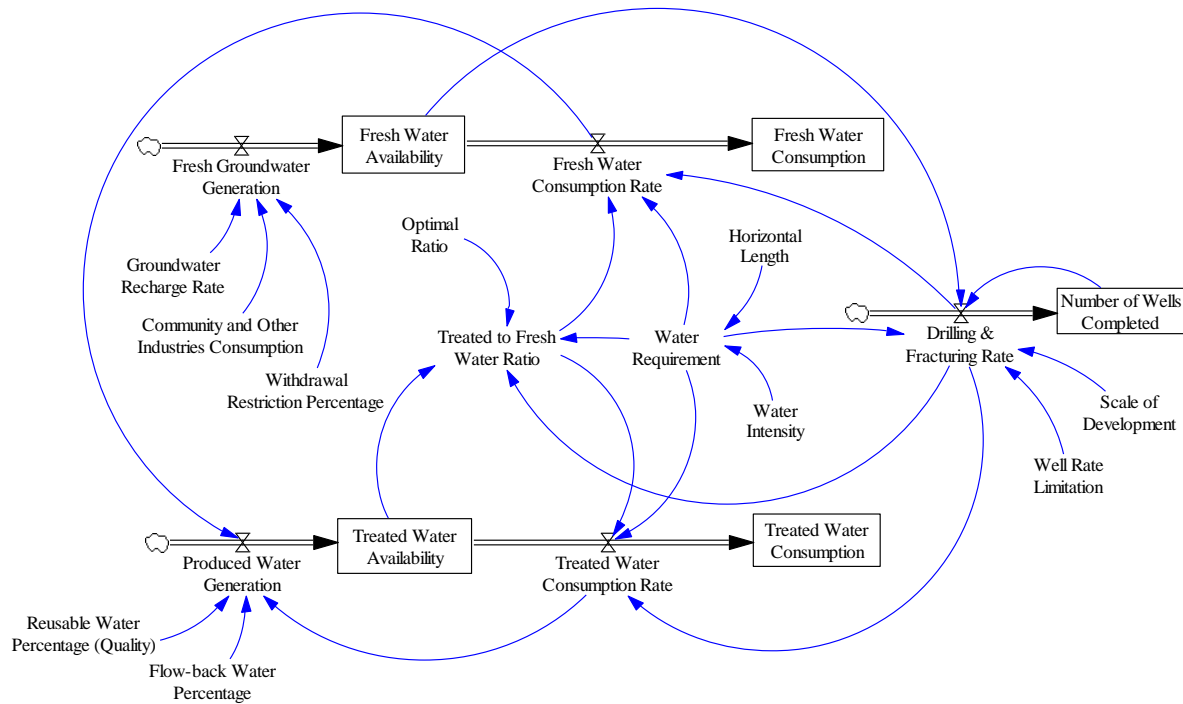 Fresh Water
Availability
Fresh Water
Consumption
Fresh Groundwater
Generation
Fresh Water
Consumption Rate
Optimal
Ratio
Horizontal
Length
Groundwater
Recharge Rate
Community and Other
Industries Consumption
Withdrawal
Restriction Percentage
Treated to Fresh
Water Ratio
Water
Requirement
Number of Wells
Completed
Drilling &
Fracturing Rate
Water
Intensity
Scale of
Development
Well Rate
Limitation
Treated Water
Availability
Treated Water
Consumption
Produced Water
Generation
Treated Water
Consumption Rate
Reusable Water
Percentage (Quality)
Flow-back Water
Percentage